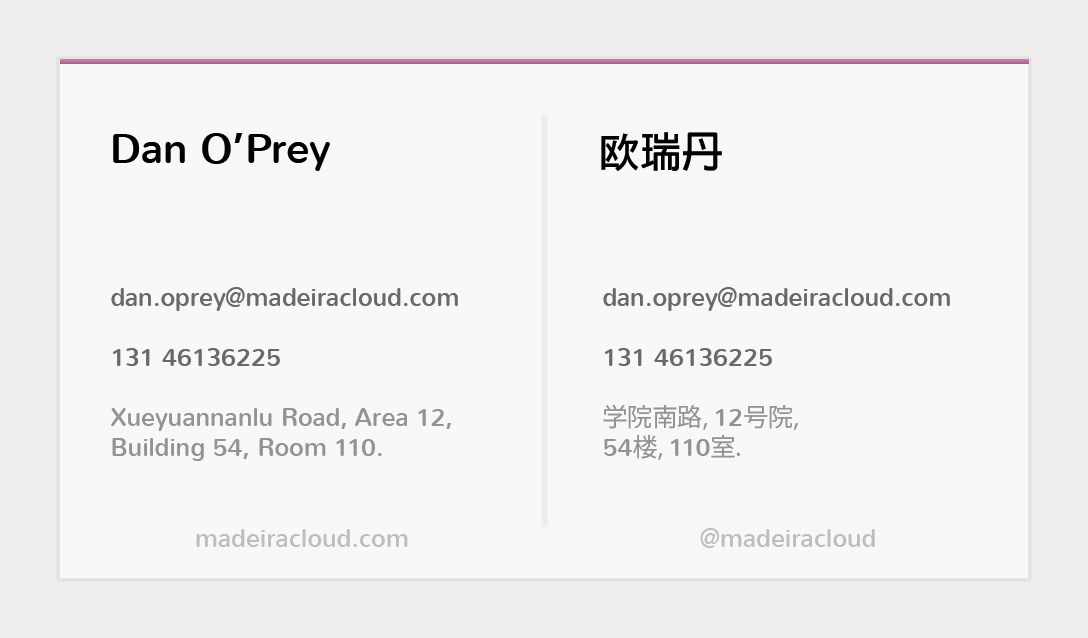 Dan O'Prey
dan.oprey@madeiracloud.com
131 46136225
Xueyuannanlu Road, Area 12,
Building 54, Room 110.
madeiracloud.com
欧瑞丹
dan.oprey@madeiracloud.com
131 46136225
学院南路, 12号院,
54楼, 110室.
@madeiracloud